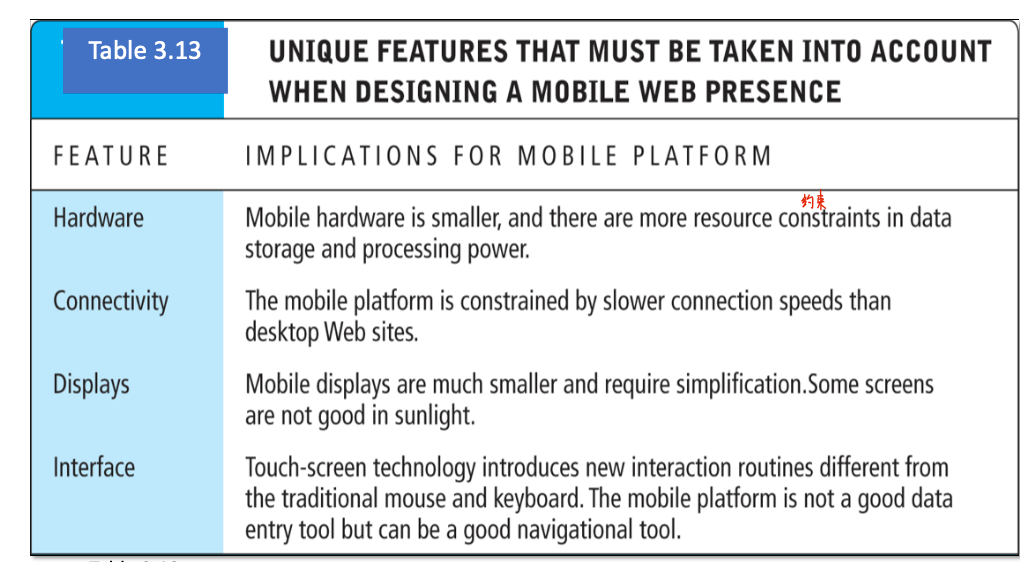 Table 3.13
UNIQUE FEATURES THAT MUST BE TAKEN INTO ACCOUNT
WHEN DESIGNING A MOBILE WEB PRESENCE
FEATURE IMPLICATIONS FOR MOBILE PLATFORM
约束
Hardware Mobile hardware is smaller, and there are more resource constraints in data
storage and processing power.
Connectivity The mobile platform is constrained by slower connection speeds than
desktop Web sites.
Displays Mobile displays are much smaller and require simplification.Some screens
are not good in sunlight.
Interface Touch-screen technology introduces new interaction routines different from
the traditional mouse and keyboard. The mobile platform is not a good data
entry tool but can be a good navigational tool.